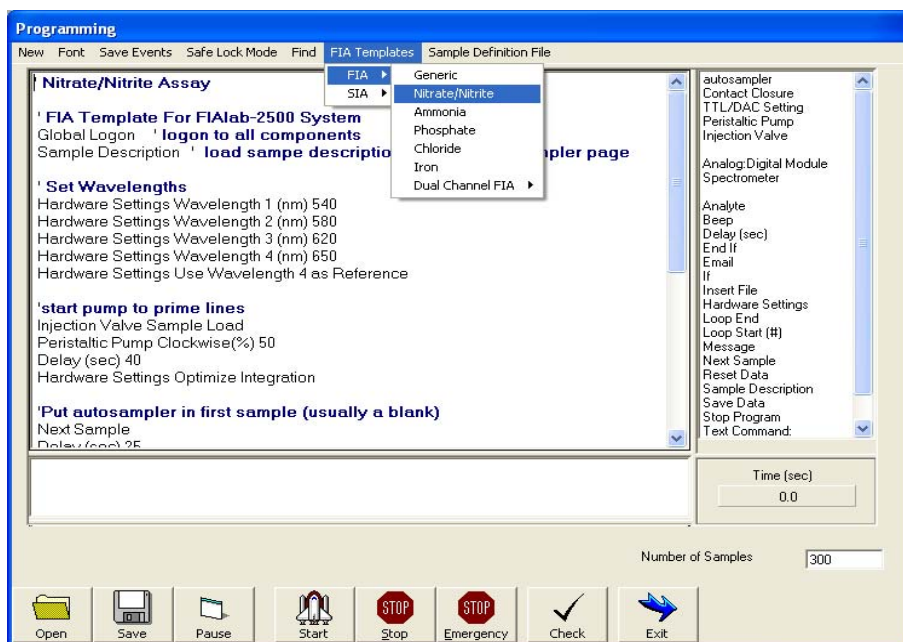 Programming
New Font Save Events Safe Lock Mode Find FIA Templates Sample Definition File
FIA
SIA
Generic
Nitrate/Nitrite
Ammonia
Phosphate
Chloride
Iron
Dual Channel FIA
' Nitrate/Nitrite Assay
' FIA Template For FIAlab-2500 System
Global Logon ' logon to all components
Sample Description ' load sampe descriptio
pler page
' Set Wavelengths
Hardware Settings Wavelength 1 (nm) 540
Hardware Settings Wavelength 2 (nm) 580
Hardware Settings Wavelength 3 (nm) 620
Hardware Settings Wavelength 4 (nm) 650
Hardware Settings Use Wavelength 4 as Reference
'start pump to prime lines
Injection Valve Sample Load
Peristaltic Pump Clockwise(%) 50
Delay (sec) 40
Hardware Settings Optimize Integration
'Put autosampler in first sample (usually a blank)
Next Sample
Delay (sec) 25
autosampler
Contact Closure
TTL/DAC Setting
Peristaltic Pump
Injection Valve
Analog:Digital Module
Spectrometer
Analyte
Beep
Delay (sec)
End If
Email
If
Insert File
Hardware Settings
Loop End
Loop Start (#)
Message
Next Sample
Reset Data
Sample Description
Save Data
Stop Program
Text Command:
Time (sec)
0.0
Number of Samples 300
Open
Save
Pause
Start
STOP
Stop
STOP
Emergency
Check
Exit